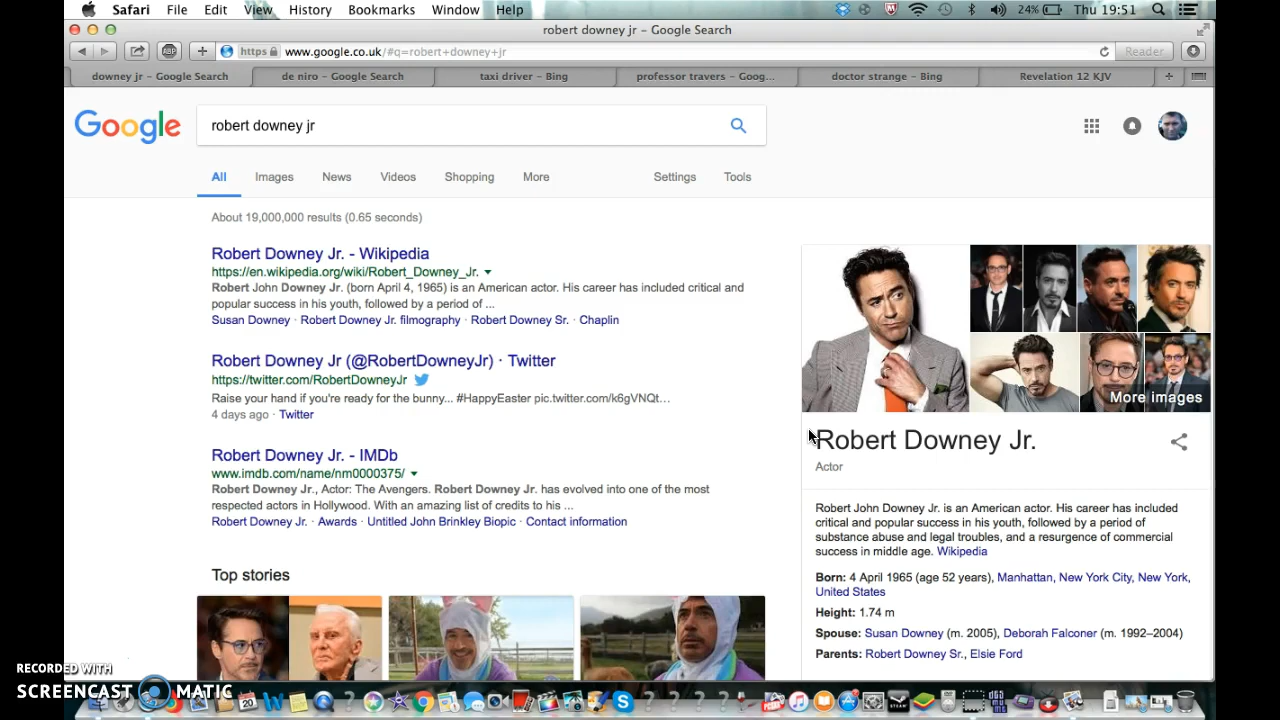 Safari File Edit View History Bookmarks Window Help 24% Thu 19:51
robert downey jr – Google Search
https www.google.co.uk/#q=robert+downey+jr Reader
downey jr – Google Search de niro – Google Search taxi driver – Bing professor travers – Goog... doctor strange – Bing Revelation 12 KJV
Google robert downey jr
All Images News Videos Shopping More Settings Tools
About 19,000,000 results (0.65 seconds)
Robert Downey Jr. - Wikipedia
https://en.wikipedia.org/wiki/Robert_Downey_Jr.
Robert John Downey Jr. (born April 4, 1965) is an American actor. His career has included critical and
popular success in his youth, followed by a period of ...
Susan Downey · Robert Downey Jr. filmography · Robert Downey Sr. · Chaplin
Robert Downey Jr (@RobertDowneyJr) · Twitter
https://twitter.com/RobertDowneyJr
Raise your hand if you're ready for the bunny... #HappyEaster pic.twitter.com/k6gVNQt...
4 days ago · Twitter
Robert Downey Jr. - IMDb
www.imdb.com/name/nm0000375/
Robert Downey Jr., Actor: The Avengers. Robert Downey Jr. has evolved into one of the most
respected actors in Hollywood. With an amazing list of credits to his ...
Robert Downey Jr. · Awards · Untitled John Brinkley Biopic · Contact information
Top stories
More images
Robert Downey Jr.
Actor
Robert John Downey Jr. is an American actor. His career has included
critical and popular success in his youth, followed by a period of
substance abuse and legal troubles, and a resurgence of commercial
success in middle age. Wikipedia
Born: 4 April 1965 (age 52 years), Manhattan, New York City, New York,
United States
Height: 1.74 m
Spouse: Susan Downey (m. 2005), Deborah Falconer (m. 1992–2004)
Parents: Robert Downey Sr., Elsie Ford
RECORDED WITH
SCREENCAST MATIC